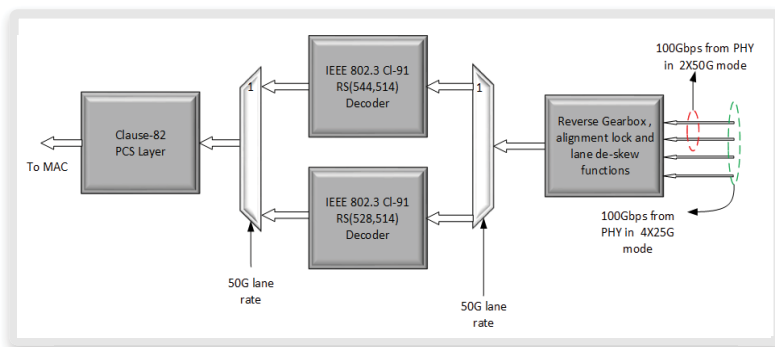 100Gbps from PHY
in 2X50G mode
IEEE 802.3 Cl-91
RS(544,514)
Decoder
1
1
Clause-82
PCS Layer
Reverse Gearbox ,
alignment lock and
lane de-skew
functions
To MAC
IEEE 802.3 Cl-91
RS(528,514)
Decoder
100Gbps from
PHY in 4X25G
mode
50G lane
rate
50G lane
rate